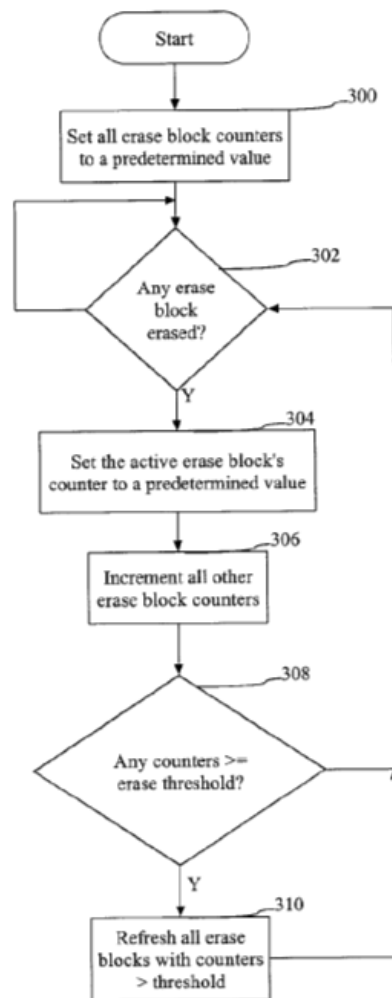 Start
300
Set all erase block counters
to a predetermined value
302
Any erase
block
erased?
Y
304
Set the active erase block's
counter to a predetermined value
306
Increment all other
erase block counters
308
Any counters >=
erase threshold?
Y
310
Refresh all erase
blocks with counters
> threshold